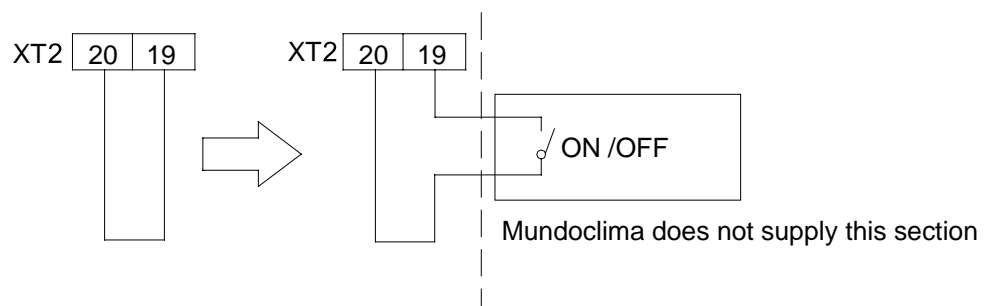 XT2 20 19
XT2 20 19
ON /OFF
Mundoclima does not supply this section